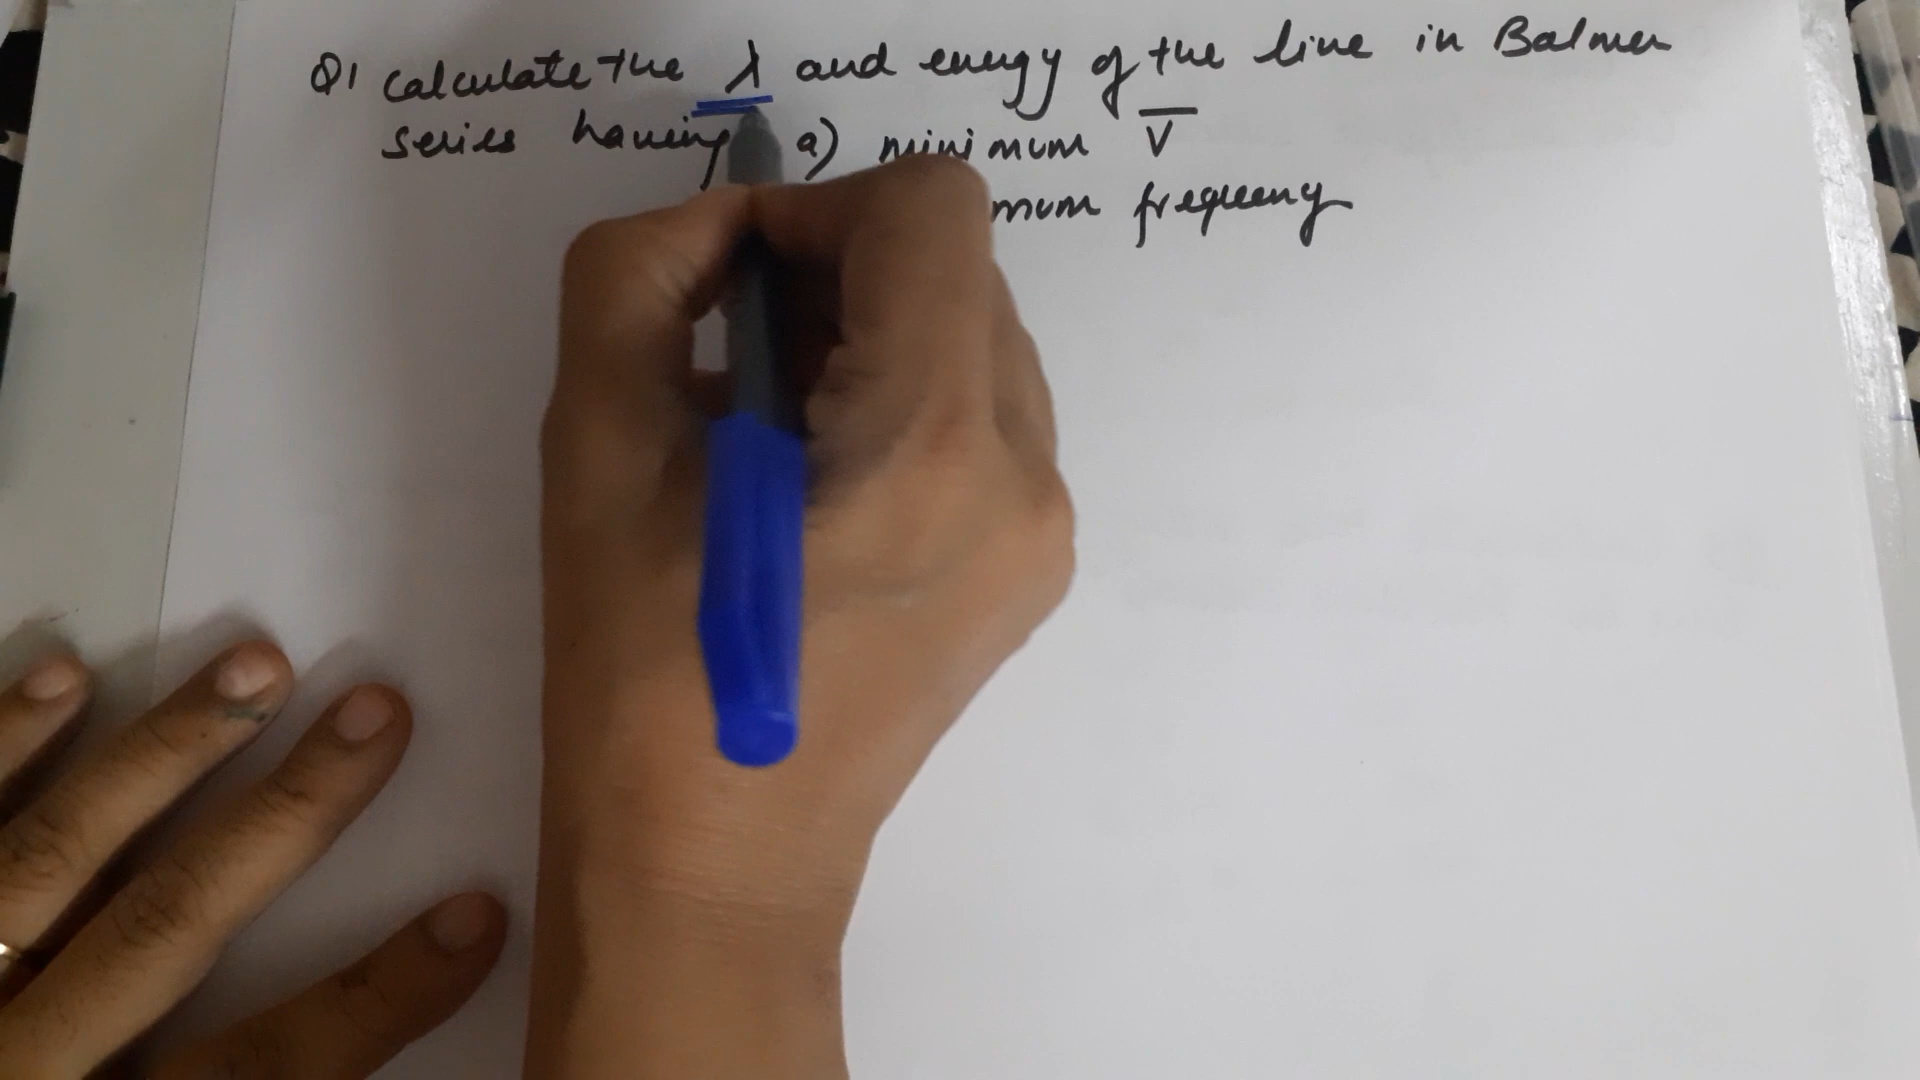 Q1 Calculate the λ and energy of the line in Balmer
series having a) minimum V̅
mum frequency